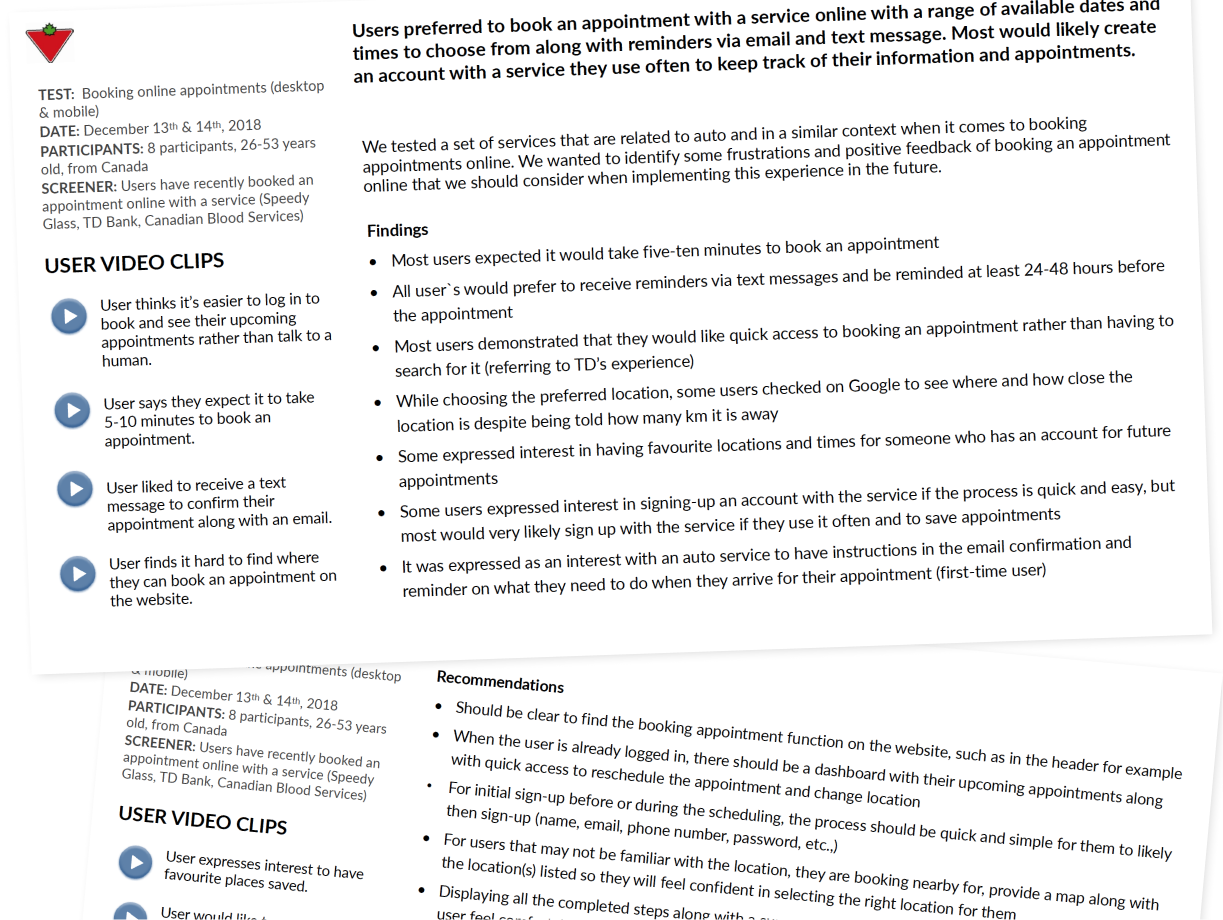 TEST: Booking online appointments (desktop
& mobile)
DATE: December 13th & 14th, 2018
PARTICIPANTS: 8 participants, 26-53 years
old, from Canada
SCREENER: Users have recently booked an
appointment online with a service (Speedy
Glass, TD Bank, Canadian Blood Services)
USER VIDEO CLIPS
User thinks it's easier to log in to
book and see their upcoming
appointments rather than talk to a
human.
User says they expect it to take
5-10 minutes to book an
appointment.
User liked to receive a text
message to confirm their
appointment along with an email.
User finds it hard to find where
they can book an appointment on
the website.
Users preferred to book an appointment with a service online with a range of available dates and
times to choose from along with reminders via email and text message. Most would likely create
an account with a service they use often to keep track of their information and appointments.
We tested a set of services that are related to auto and in a similar context when it comes to booking
appointments online. We wanted to identify some frustrations and positive feedback of booking an appointment
online that we should consider when implementing this experience in the future.
Findings
• Most users expected it would take five-ten minutes to book an appointment
• All user`s would prefer to receive reminders via text messages and be reminded at least 24-48 hours before
the appointment
• Most users demonstrated that they would like quick access to booking an appointment rather than having to
search for it (referring to TD's experience)
• While choosing the preferred location, some users checked on Google to see where and how close the
location is despite being told how many km it is away
• Some expressed interest in having favourite locations and times for someone who has an account for future
appointments
• Some users expressed interest in signing-up an account with the service if the process is quick and easy, but
most would very likely sign up with the service if they use it often and to save appointments
• It was expressed as an interest with an auto service to have instructions in the email confirmation and
reminder on what they need to do when they arrive for their appointment (first-time user)
appointments (desktop
& mobile)
DATE: December 13th & 14th, 2018
PARTICIPANTS: 8 participants, 26-53 years
old, from Canada
SCREENER: Users have recently booked an
appointment online with a service (Speedy
Glass, TD Bank, Canadian Blood Services)
USER VIDEO CLIPS
User expresses interest to have
favourite places saved.
User would like
Recommendations
• Should be clear to find the booking appointment function on the website, such as in the header for example
• When the user is already logged in, there should be a dashboard with their upcoming appointments along
with quick access to reschedule the appointment and change location
• For initial sign-up before or during the scheduling, the process should be quick and simple for them to likely
then sign-up (name, email, phone number, password, etc.,)
• For users that may not be familiar with the location, they are booking nearby for, provide a map along with
the location(s) listed so they will feel confident in selecting the right location for them
• Displaying all the completed steps along with a
user feel